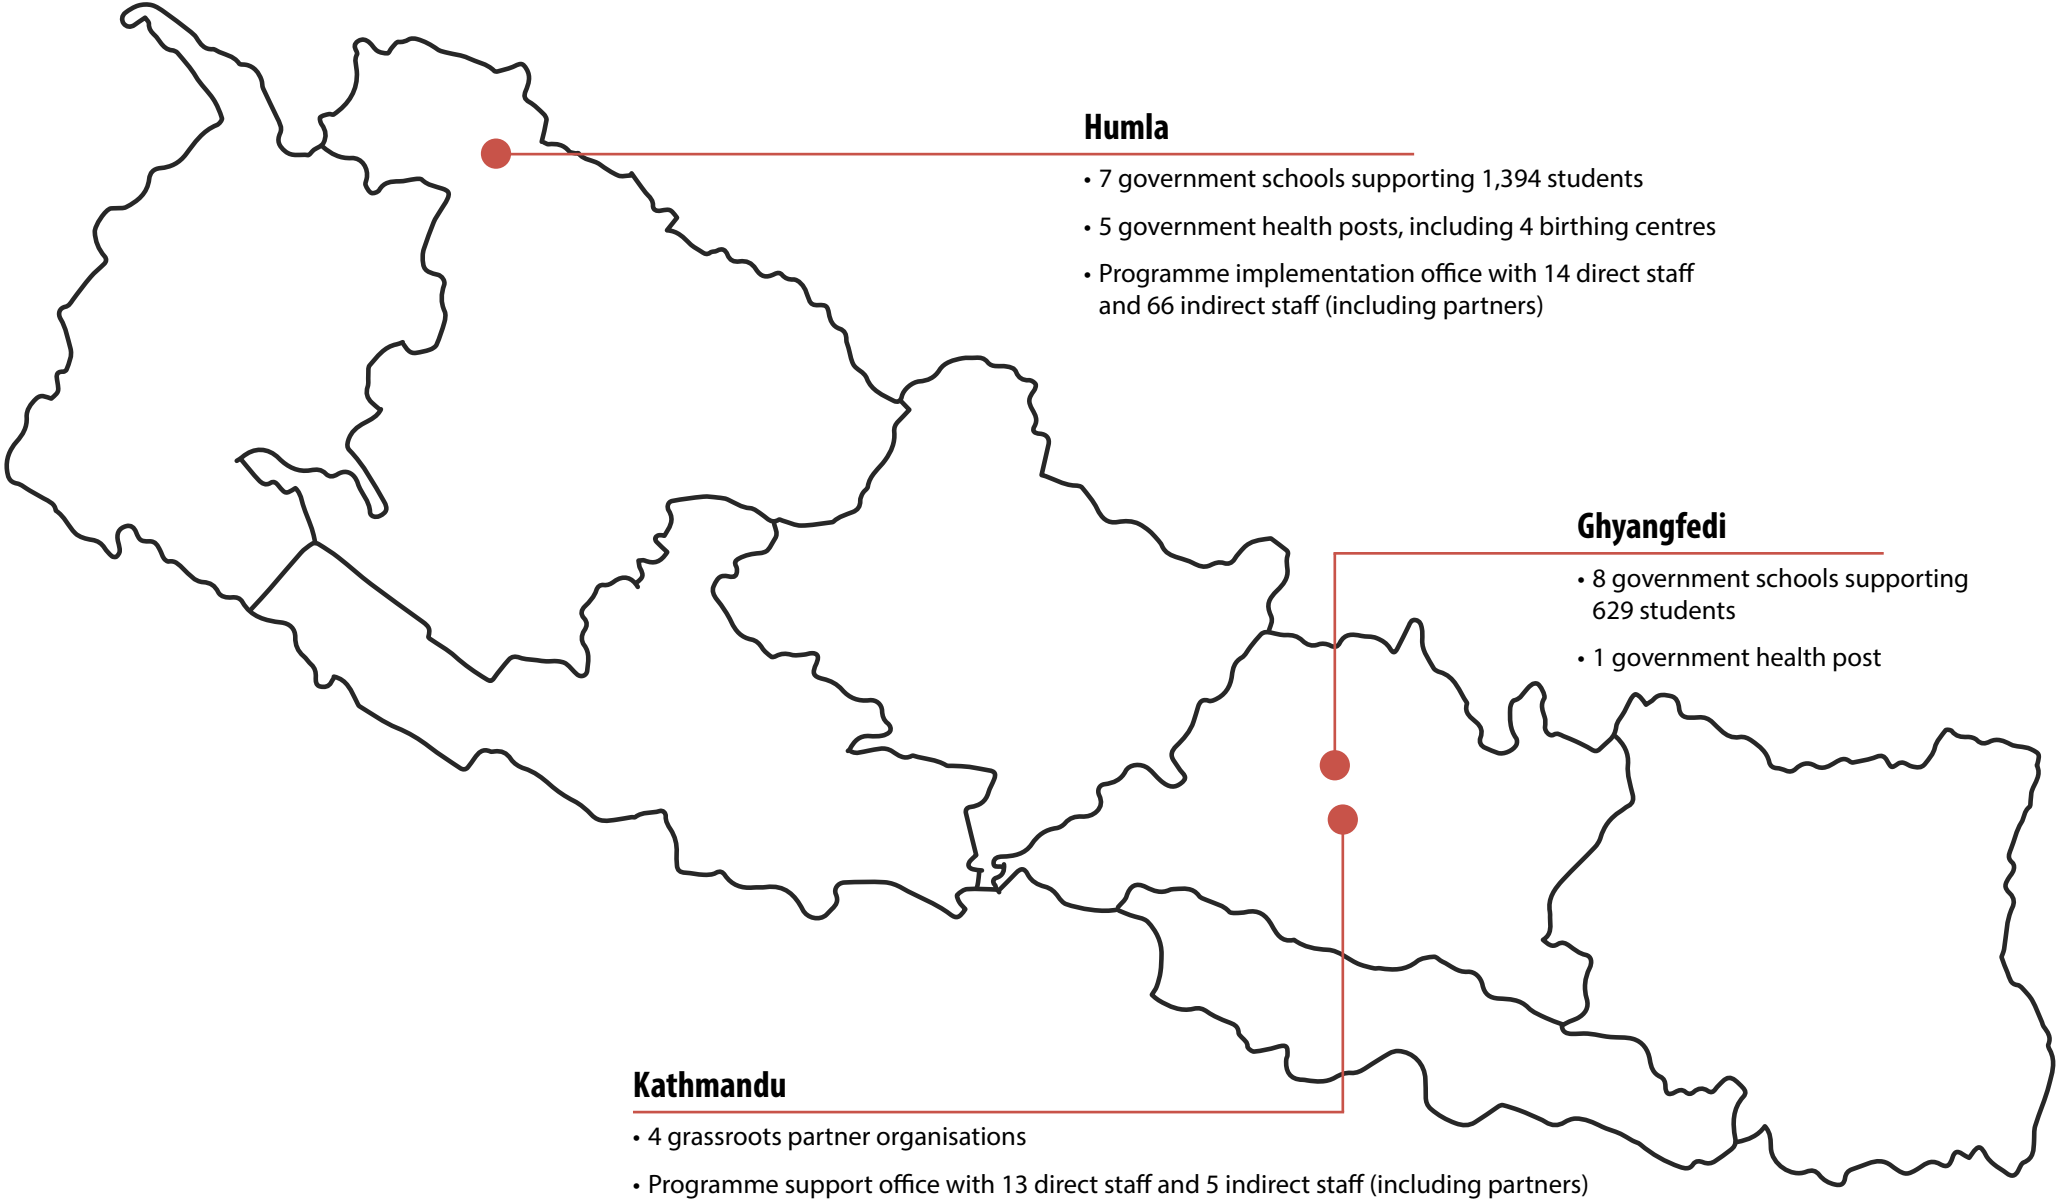 Humla
• 7 government schools supporting 1,394 students
• 5 government health posts, including 4 birthing centres
• Programme implementation office with 14 direct staff
and 66 indirect staff (including partners)
Ghyangfedi
• 8 government schools supporting
629 students
• 1 government health post
Kathmandu
• 4 grassroots partner organisations
• Programme support office with 13 direct staff and 5 indirect staff (including partners)